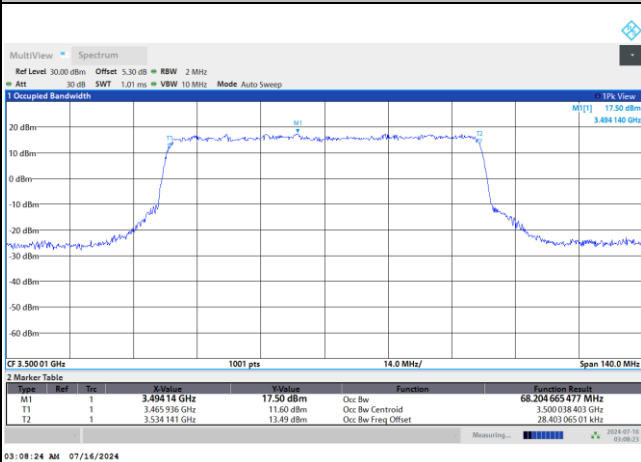 MultiView Spectrum
Ref Level 30.00 dBm Offset 5.30 dB RBW 2 MHz
Att 30 dB SWT 1.01 ms VBW 10 MHz Mode Auto Sweep
1 Occupied Bandwidth 1Pk View
M1[1] 17.50 dBm
3.494 140 GHz
M1
T1
T2
20 dBm
10 dBm
0 dBm
-10 dBm
-20 dBm
-30 dBm
-40 dBm
-50 dBm
-60 dBm
CF 3.500 01 GHz 1001 pts 14.0 MHz/ Span 140.0 MHz
2 Marker Table
Type Ref Trc X-Value Y-Value Function Function Result
M1 1 3.494 14 GHz 17.50 dBm Occ Bw 68.204 665 477 MHz
T1 1 3.465 936 GHz 11.60 dBm Occ Bw Centroid 3.500 038 403 GHz
T2 1 3.534 141 GHz 13.49 dBm Occ Bw Freq Offset 28.403 065 01 kHz
Measuring... 2024-07-16
03:08:23
03:08:24 AM 07/16/2024